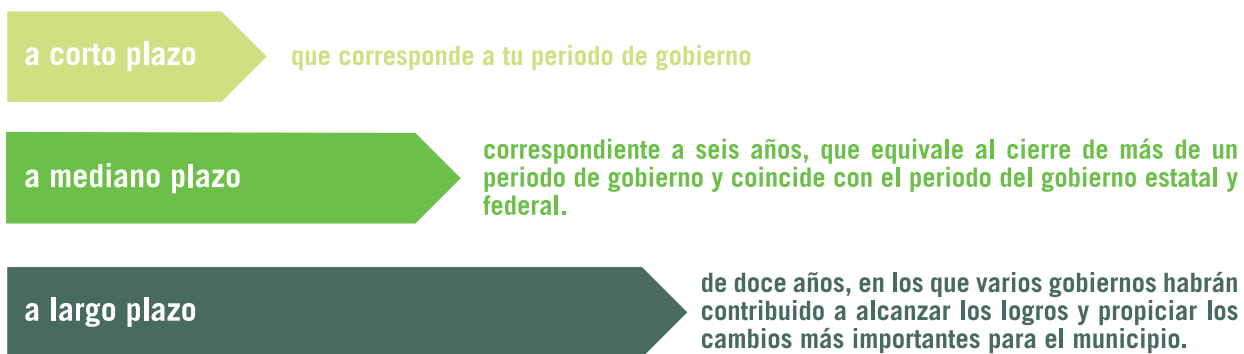 a corto plazo
que corresponde a tu periodo de gobierno
a mediano plazo
correspondiente a seis años, que equivale al cierre de más de un
periodo de gobierno y coincide con el periodo del gobierno estatal y
federal.
a largo plazo
de doce años, en los que varios gobiernos habrán
contribuido a alcanzar los logros y propiciar los
cambios más importantes para el municipio.